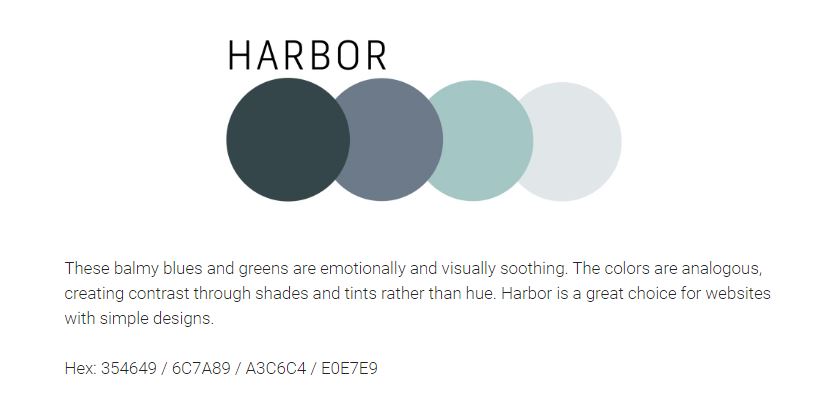 HARBOR
These balmy blues and greens are emotionally and visually soothing. The colors are analogous,
creating contrast through shades and tints rather than hue. Harbor is a great choice for websites
with simple designs.
Hex: 354649 / 6C7A89 / A3C6C4 / E0E7E9